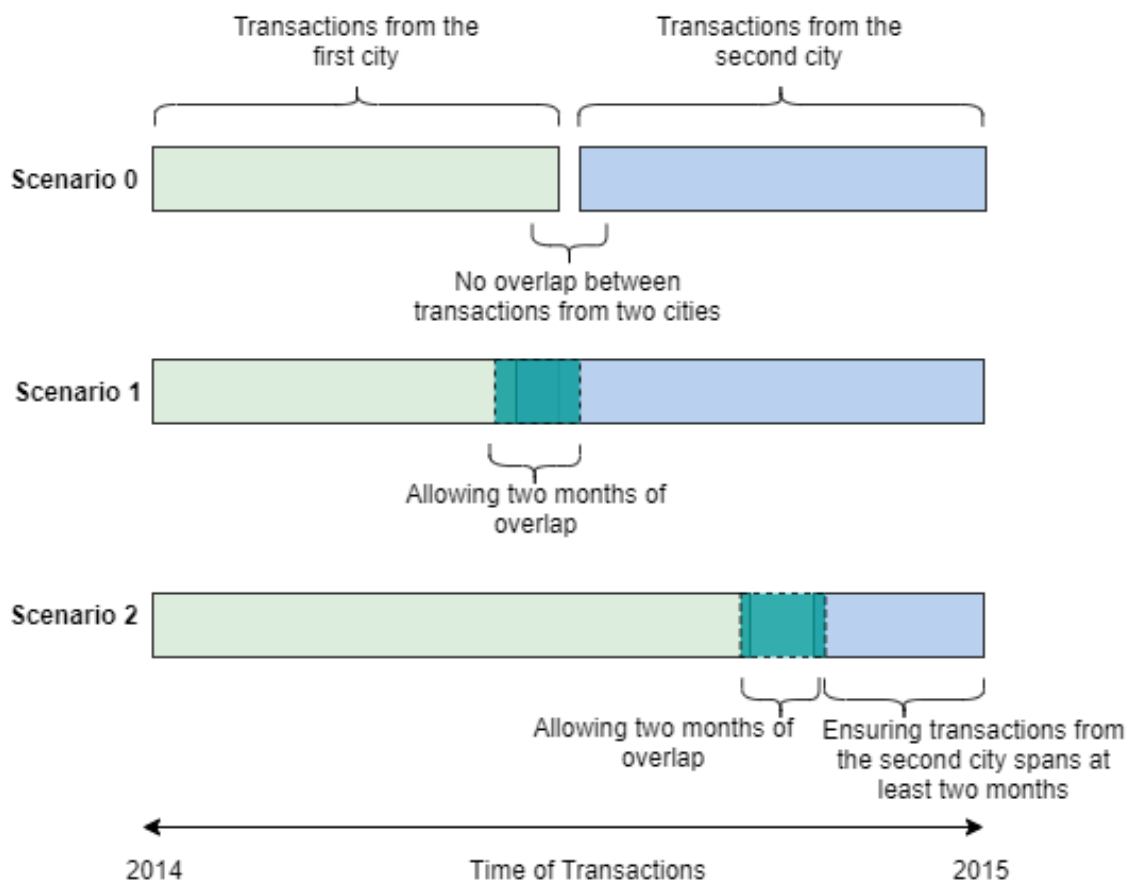 Transactions from the
first city
Transactions from the
second city
Scenario 0
No overlap between
transactions from two cities
Scenario 1
Allowing two months of
overlap
Scenario 2
Allowing two months of
overlap
Ensuring transactions from
the second city spans at
least two months
2014
Time of Transactions
2015